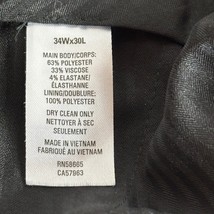 34Wx30L
MAIN BODY/CORPS:
63% POLYESTER
33% VISCOSE
4% ELASTANE/
ÉLASTHANNE
LINING/DOUBLURE:
100% POLYESTER
DRY CLEAN ONLY
NETTOYER À SEC
SEULEMENT
MADE IN VIETNAM
FABRIQUÉ AU VIETNAM
RN58865
CA57963